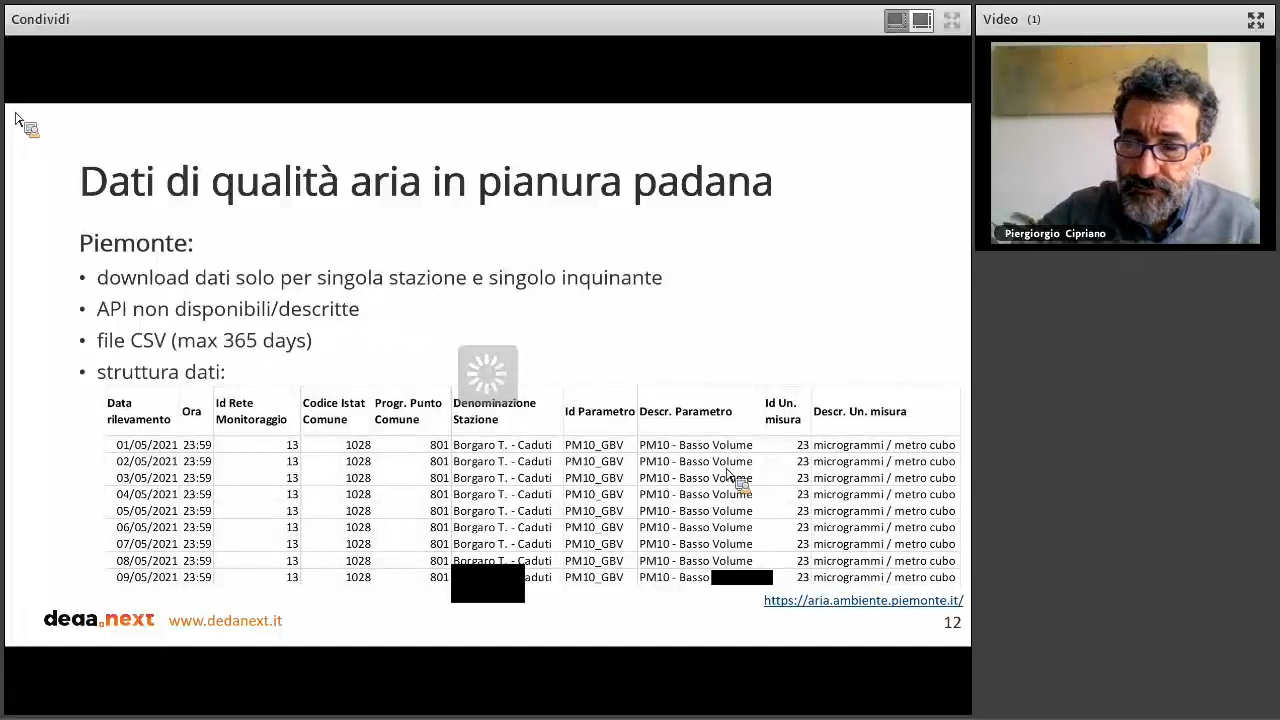 Condividi
Video (1)
Piergiorgio Cipriano
Dati di qualità aria in pianura padana
Piemonte:
• download dati solo per singola stazione e singolo inquinante
• API non disponibili/descritte
• file CSV (max 365 days)
• struttura dati:
Data rilevamento Ora Id Rete Monitoraggio Codice Istat Comune Progr. Punto Comune Denominazione Stazione Id Parametro Descr. Parametro Id Un. misura Descr. Un. misura
01/05/2021 23:59 13 1028 801 Borgaro T. - Caduti PM10_GBV PM10 - Basso Volume 23 microgrammi / metro cubo
02/05/2021 23:59 13 1028 801 Borgaro T. - Caduti PM10_GBV PM10 - Basso Volume 23 microgrammi / metro cubo
03/05/2021 23:59 13 1028 801 Borgaro T. - Caduti PM10_GBV PM10 - Basso Volume 23 microgrammi / metro cubo
04/05/2021 23:59 13 1028 801 Borgaro T. - Caduti PM10_GBV PM10 - Basso Volume 23 microgrammi / metro cubo
05/05/2021 23:59 13 1028 801 Borgaro T. - Caduti PM10_GBV PM10 - Basso Volume 23 microgrammi / metro cubo
06/05/2021 23:59 13 1028 801 Borgaro T. - Caduti PM10_GBV PM10 - Basso Volume 23 microgrammi / metro cubo
07/05/2021 23:59 13 1028 801 Borgaro T. - Caduti PM10_GBV PM10 - Basso Volume 23 microgrammi / metro cubo
08/05/2021 23:59 13 1028 801 Borgaro T. - Caduti PM10_GBV PM10 - Basso Volume 23 microgrammi / metro cubo
09/05/2021 23:59 13 1028 801 aduti PM10_GBV PM10 - Basso 23 microgrammi / metro cubo
https://aria.ambiente.piemonte.it/
deda.next www.dedanext.it
12